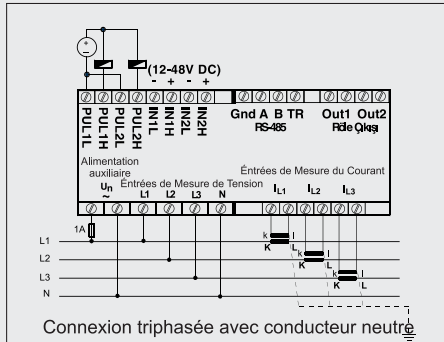 (12-48V DC)
- + - +
PUL1L PUL1H PUL2L PUL2H IN1L IN1H IN2L IN2H
Gnd A B TR
RS-485
Out1 Out2
Röle Çıkışı
Alimentation
auxiliaire
Entrées de Mesure du Courant
Entrées de Mesure de Tension
Un
~
L1 L2 L3 N
IL1 IL2 IL3
1A
L1
k l
K L
L2
k l
K L
L3
k l
K L
N
Connexion triphasée avec conducteur neutre